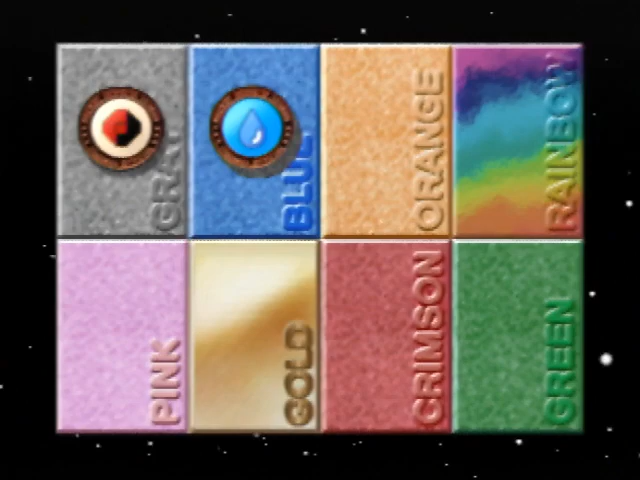 GRAY
BLUE
ORANGE
RAINBOW
PINK
GOLD
CRIMSON
GREEN